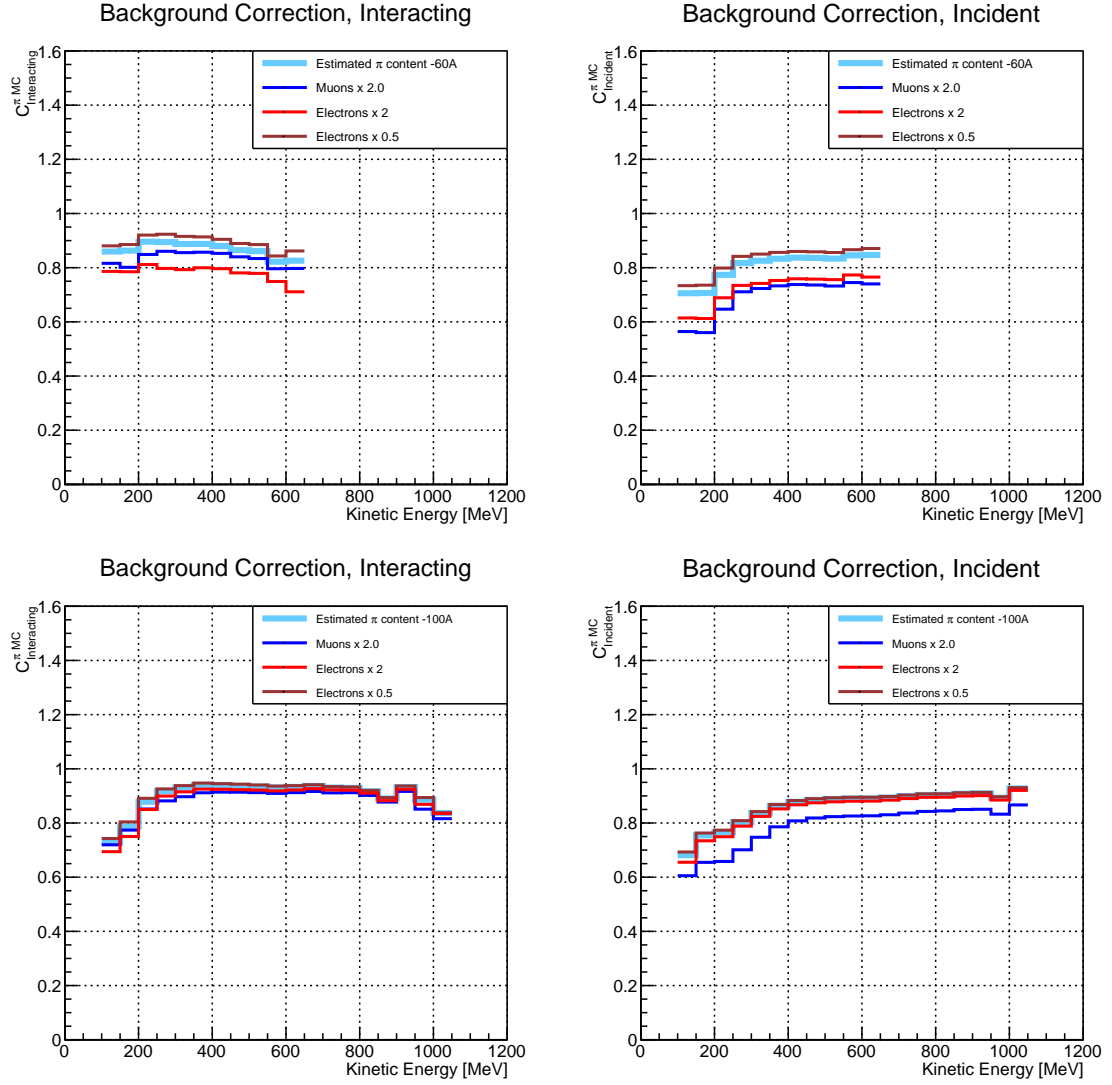 Background Correction, Interacting
C^{π MC}_{Interacting}
1.6
1.4
1.2
1
0.8
0.6
0.4
0.2
0
Estimated π content -60A
Muons x 2.0
Electrons x 2
Electrons x 0.5
0 200 400 600 800 1000 1200
Kinetic Energy [MeV]
Background Correction, Incident
C^{π MC}_{Incident}
1.6
1.4
1.2
1
0.8
0.6
0.4
0.2
0
Estimated π content -60A
Muons x 2.0
Electrons x 2
Electrons x 0.5
0 200 400 600 800 1000 1200
Kinetic Energy [MeV]
Background Correction, Interacting
C^{π MC}_{Interacting}
1.6
1.4
1.2
1
0.8
0.6
0.4
0.2
0
Estimated π content -100A
Muons x 2.0
Electrons x 2
Electrons x 0.5
0 200 400 600 800 1000 1200
Kinetic Energy [MeV]
Background Correction, Incident
C^{π MC}_{Incident}
1.6
1.4
1.2
1
0.8
0.6
0.4
0.2
0
Estimated π content -100A
Muons x 2.0
Electrons x 2
Electrons x 0.5
0 200 400 600 800 1000 1200
Kinetic Energy [MeV]